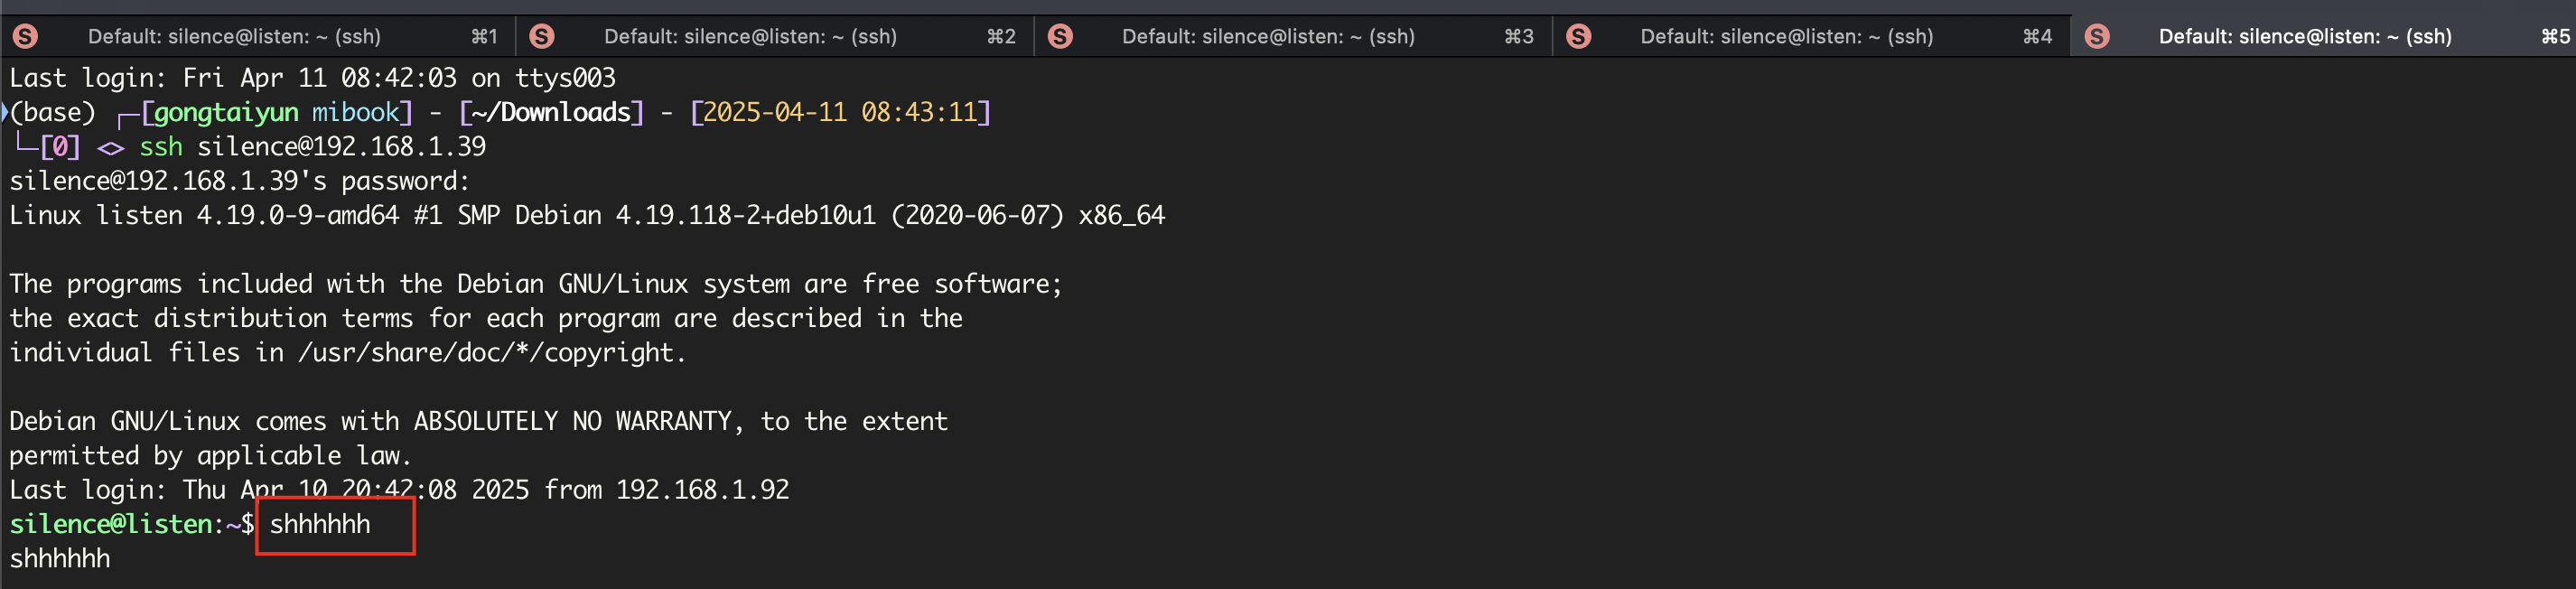 S Default: silence@listen: ~ (ssh) ⌘1 S Default: silence@listen: ~ (ssh) ⌘2 S Default: silence@listen: ~ (ssh) ⌘3 S Default: silence@listen: ~ (ssh) ⌘4 S Default: silence@listen: ~ (ssh) ⌘5
Last login: Fri Apr 11 08:42:03 on ttys003
(base) ┌─[gongtaiyun mibook] - [~/Downloads] - [2025-04-11 08:43:11]
└─[0] <> ssh silence@192.168.1.39
silence@192.168.1.39's password:
Linux listen 4.19.0-9-amd64 #1 SMP Debian 4.19.118-2+deb10u1 (2020-06-07) x86_64
The programs included with the Debian GNU/Linux system are free software;
the exact distribution terms for each program are described in the
individual files in /usr/share/doc/*/copyright.
Debian GNU/Linux comes with ABSOLUTELY NO WARRANTY, to the extent
permitted by applicable law.
Last login: Thu Apr 10 20:42:08 2025 from 192.168.1.92
silence@listen:~$ shhhhhh
shhhhhh